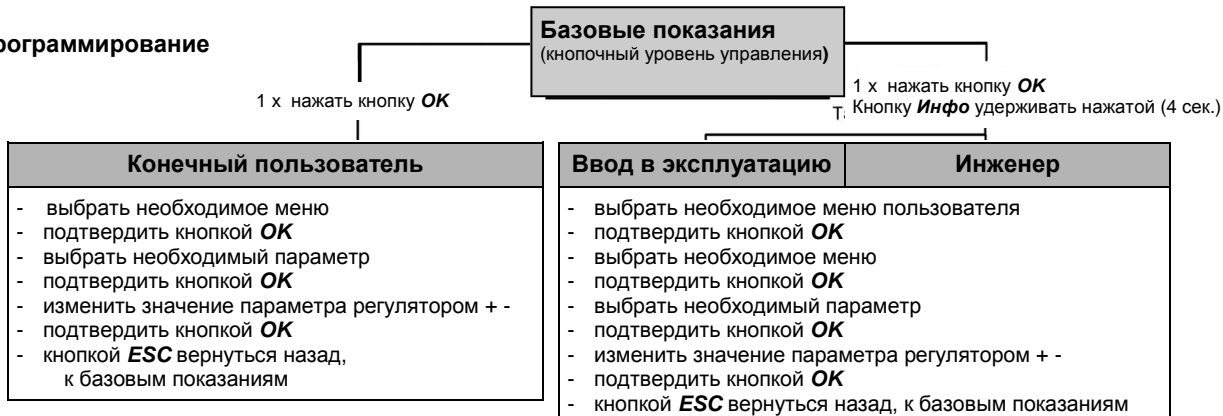 рограммирование
Базовые показания
(кнопочный уровень управления)
1 x нажать кнопку OK
1 x нажать кнопку OK
Кнопку Инфо удерживать нажатой (4 сек.)
Конечный пользователь
- выбрать необходимое меню
- подтвердить кнопкой OK
- выбрать необходимый параметр
- подтвердить кнопкой OK
- изменить значение параметра регулятором + -
- подтвердить кнопкой OK
- кнопкой ESC вернуться назад,
к базовым показаниям
Ввод в эксплуатацию
Инженер
- выбрать необходимое меню пользователя
- подтвердить кнопкой OK
- выбрать необходимое меню
- подтвердить кнопкой OK
- выбрать необходимый параметр
- подтвердить кнопкой OK
- изменить значение параметра регулятором + -
- подтвердить кнопкой OK
- кнопкой ESC вернуться назад, к базовым показаниям